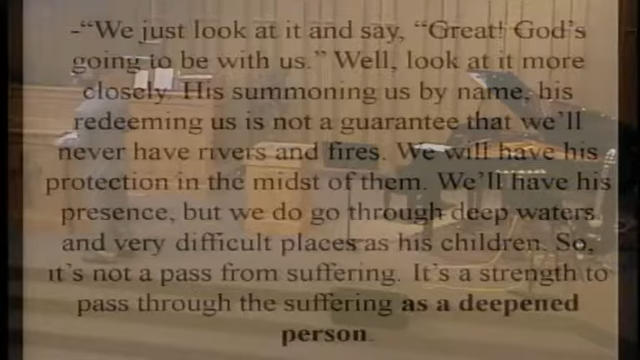 -“We just look at it and say, “Great! God’s
going to be with us.” Well, look at it more
closely. His summoning us by name, his
redeeming us is not a guarantee that we’ll
never have rivers and fires. We will have his
protection in the midst of them. We’ll have his
presence, but we do go through deep waters
and very difficult places as his children. So,
it’s not a pass from suffering. It’s a strength to
pass through the suffering as a deepened
person.